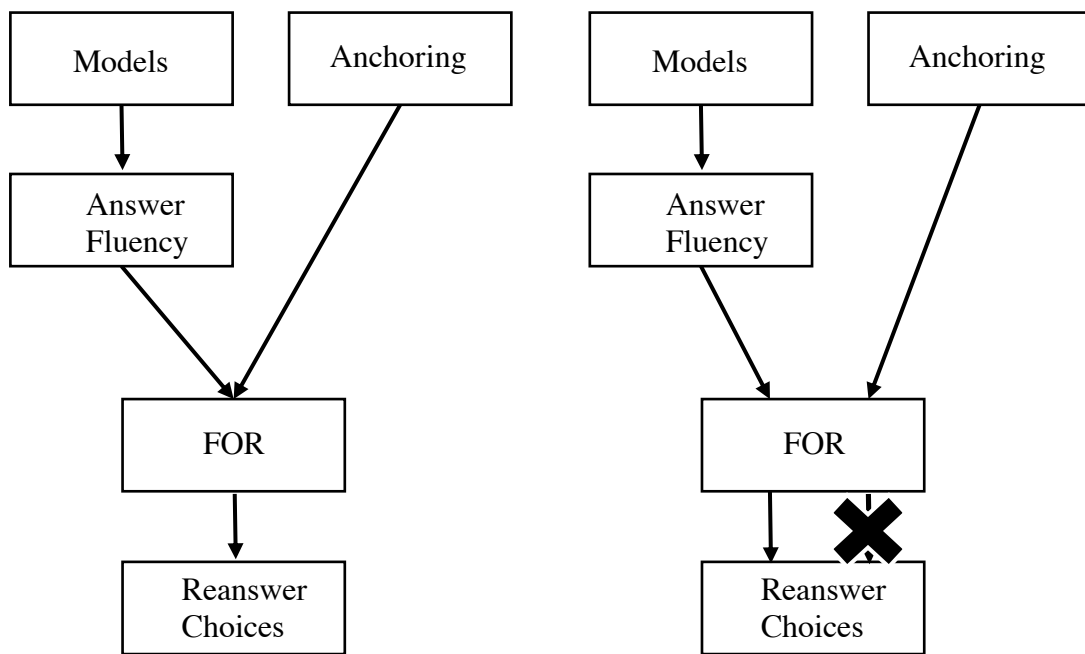 Models
Anchoring
Answer
Fluency
FOR
Reanswer
Choices
Models
Anchoring
Answer
Fluency
FOR
Reanswer
Choices